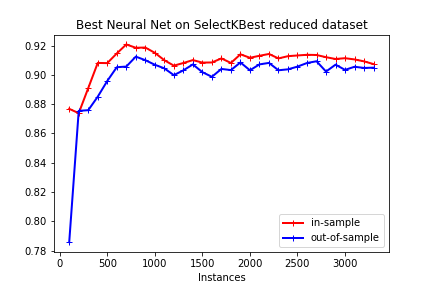 Best Neural Net on SelectKBest reduced dataset
0.92
0.90
0.88
0.86
0.84
0.82
0.80
0.78
in-sample
out-of-sample
0 500 1000 1500 2000 2500 3000
Instances